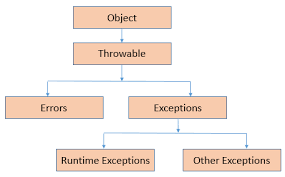 Object
Throwable
Errors
Exceptions
Runtime Exceptions
Other Exceptions